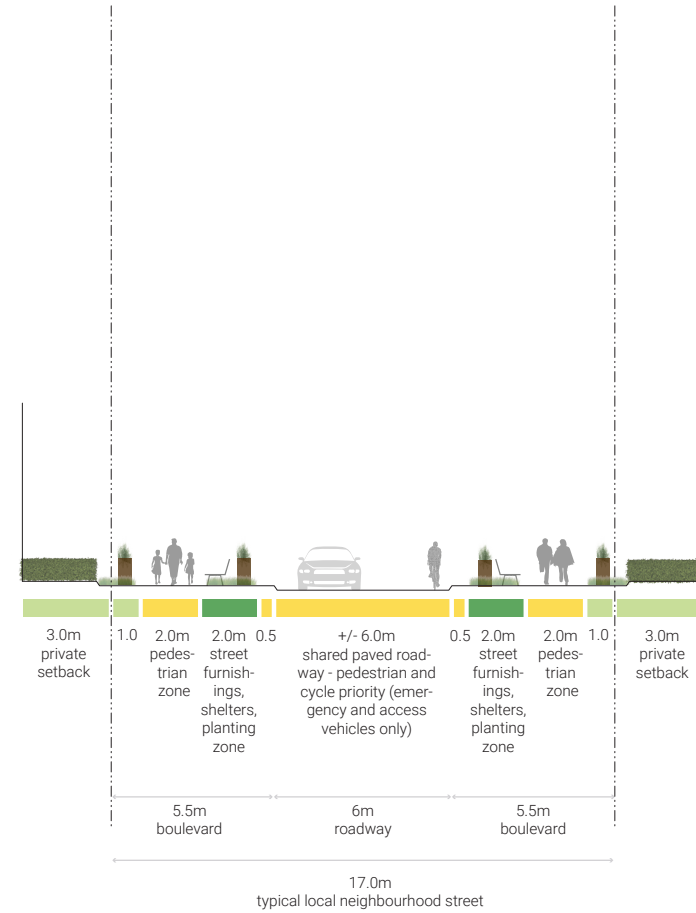 3.0m
private
setback
1.0
2.0m
pedes-
trian
zone
2.0m
street
furnish-
ings,
shelters,
planting
zone
0.5
+/- 6.0m
shared paved road-
way - pedestrian and
cycle priority (emer-
gency and access
vehicles only)
0.5
2.0m
street
furnish-
ings,
shelters,
planting
zone
2.0m
pedes-
trian
zone
1.0
3.0m
private
setback
5.5m
boulevard
6m
roadway
5.5m
boulevard
17.0m
typical local neighbourhood street